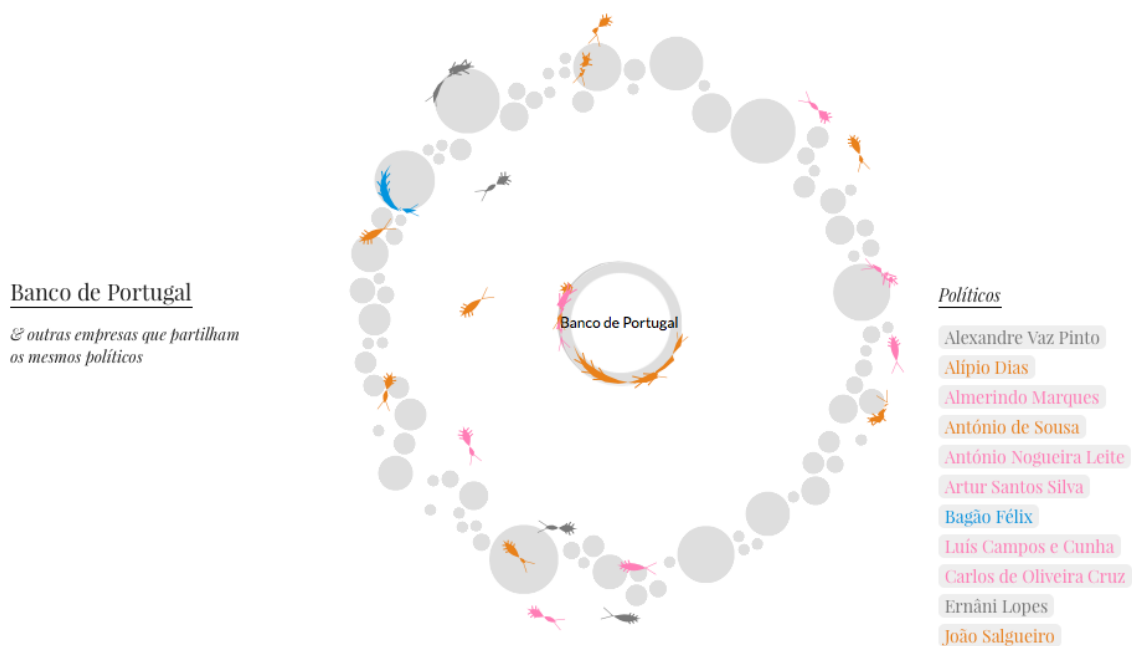 Banco de Portugal
& outras empresas que partilham
os mesmos políticos
Banco de Portugal
Políticos
Alexandre Vaz Pinto
Alípio Dias
Almerindo Marques
António de Sousa
António Nogueira Leite
Artur Santos Silva
Bagão Félix
Luís Campos e Cunha
Carlos de Oliveira Cruz
Ernâni Lopes
João Salgueiro